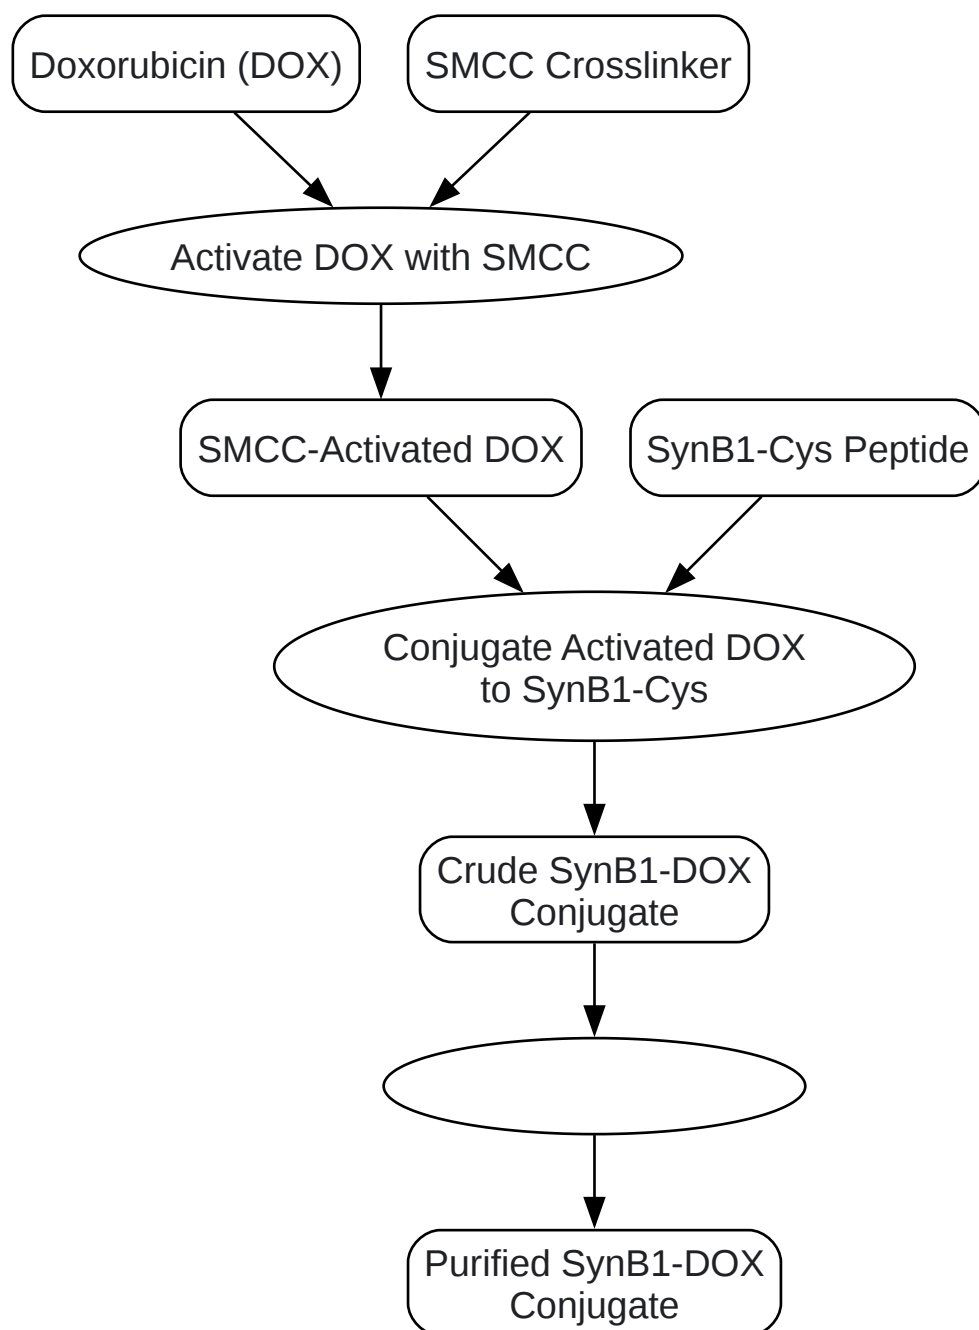 Doxorubicin (DOX)
SMCC Crosslinker
Activate DOX with SMCC
SMCC-Activated DOX
SynB1-Cys Peptide
Conjugate Activated DOX
to SynB1-Cys
Crude SynB1-DOX
Conjugate
Purified SynB1-DOX
Conjugate